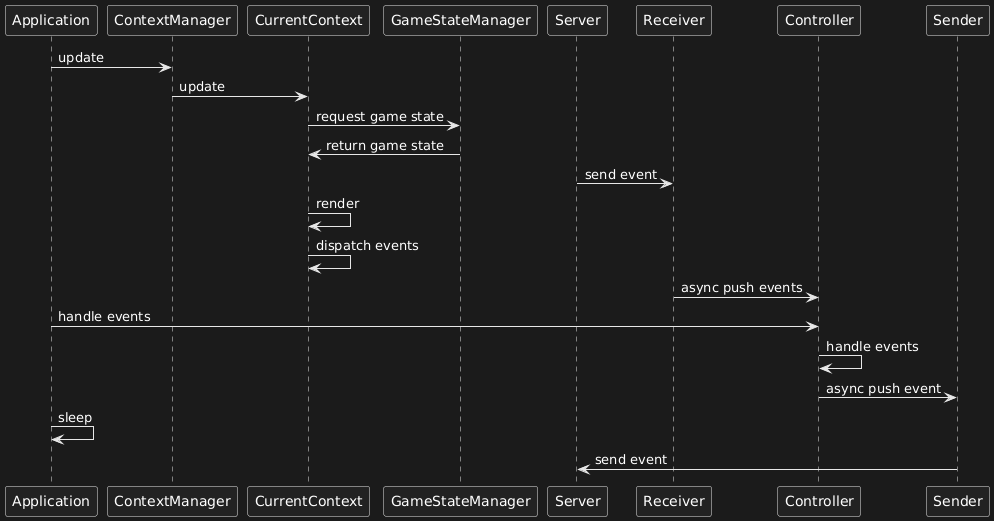 Application ContextManager CurrentContext GameStateManager Server Receiver Controller Sender
update
update
request game state
return game state
send event
render
dispatch events
async push events
handle events
handle events
async push event
sleep
send event
Application ContextManager CurrentContext GameStateManager Server Receiver Controller Sender